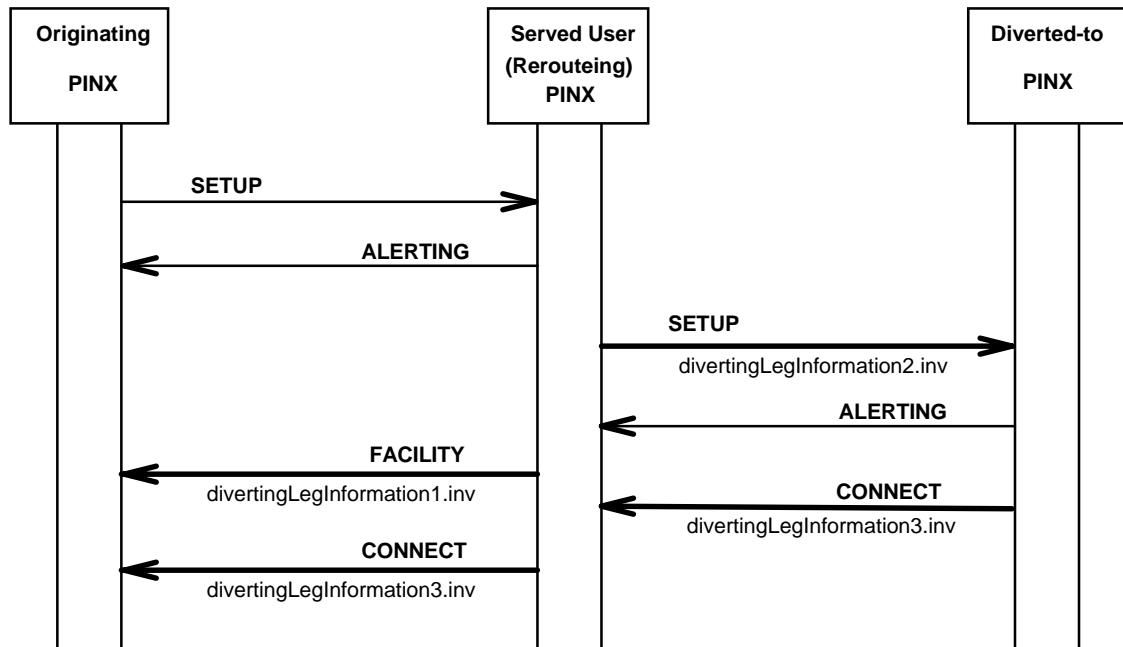 Originating
PINX
Served User
(Rerouteing)
PINX
Diverted-to
PINX
SETUP
ALERTING
SETUP
divertingLegInformation2.inv
ALERTING
FACILITY
divertingLegInformation1.inv
CONNECT
divertingLegInformation3.inv
CONNECT
divertingLegInformation3.inv